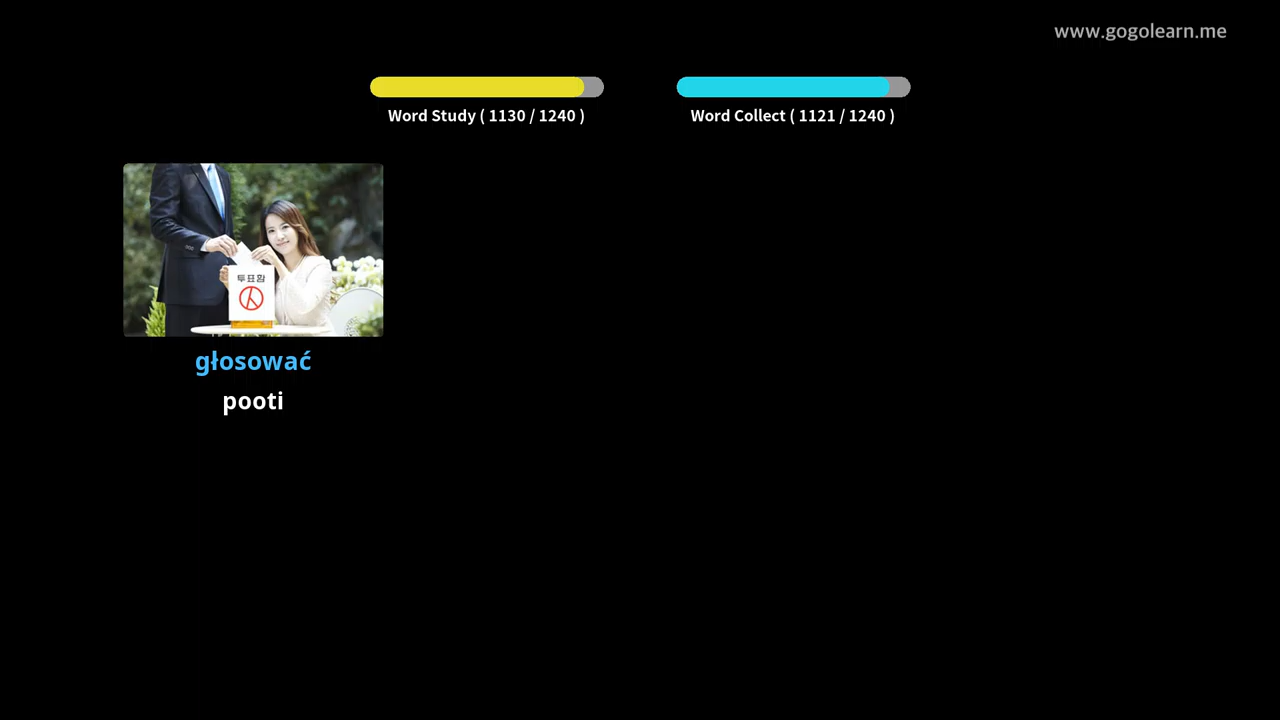 www.gogolearn.me
Word Study ( 1130 / 1240 )
Word Collect ( 1121 / 1240 )
투표함
głosować
pooti